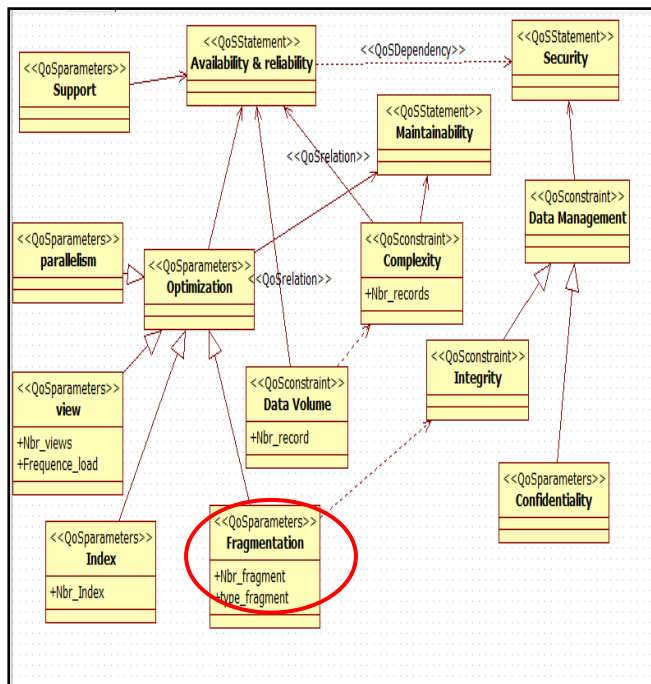 <<QoSStatement>>
Availability & reliability
<<QoSDependency>>
<<QoSStatement>>
Security
<<QoSparameters>>
Support
<<QoSStatement>>
Maintainability
<<QoSrelation>>
<<QoSconstraint>>
Data Management
<<QoSparameters>>
parallelism
<<QoSparameters>>
Optimization
<<QoSrelation>>
<<QoSconstraint>>
Complexity
+Nbr_records
<<QoSconstraint>>
Integrity
<<QoSparameters>>
view
+Nbr_views
+Frequence_load
<<QoSconstraint>>
Data Volume
+Nbr_record
<<QoSparameters>>
Confidentiality
<<QoSparameters>>
Index
+Nbr_Index
<<QoSparameters>>
Fragmentation
+Nbr_fragment
+type_fragment